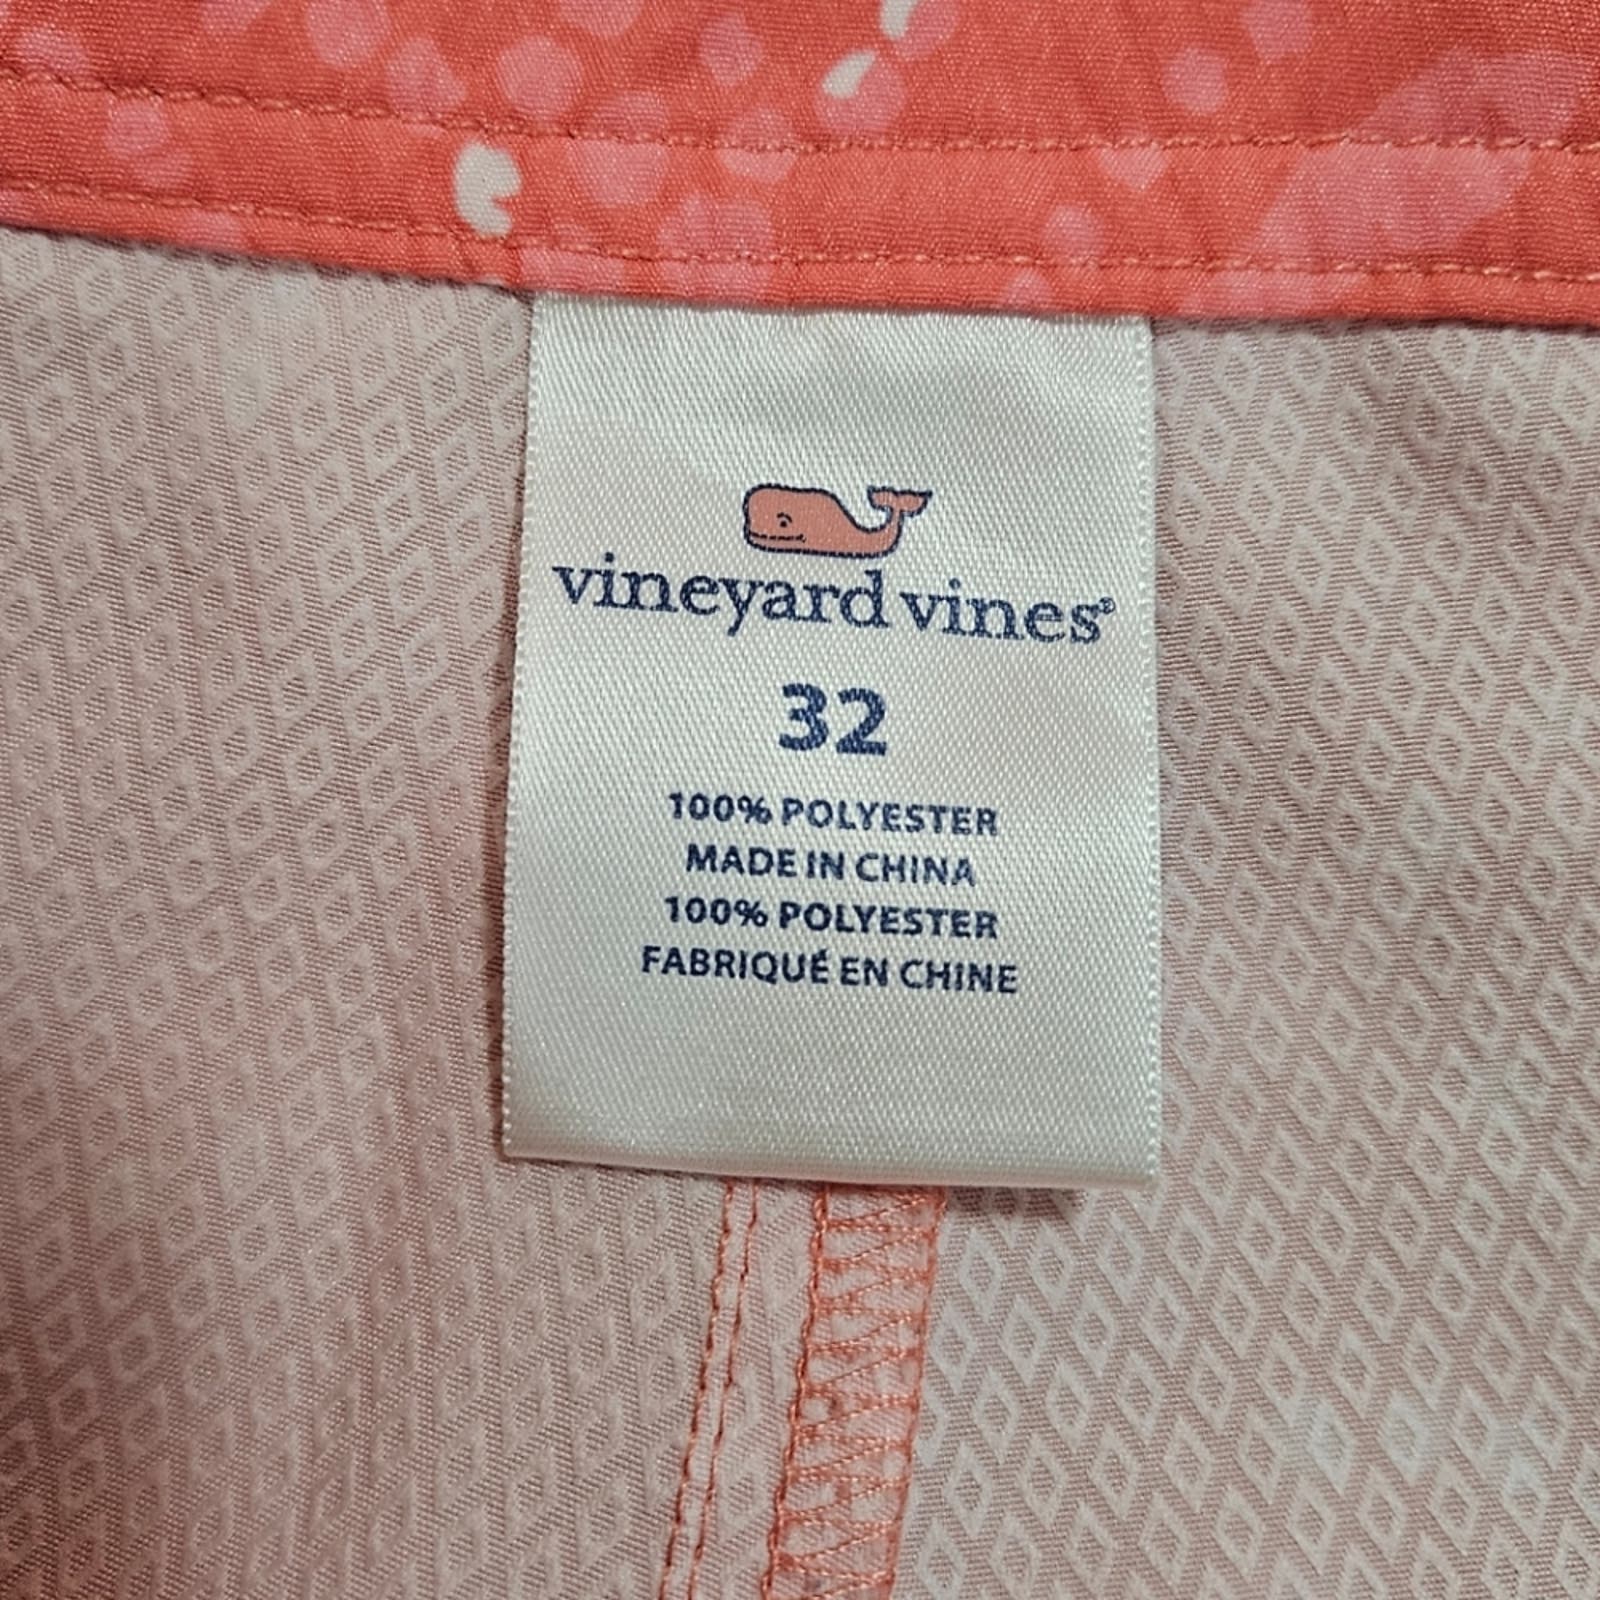 vineyard vines®
32
100% POLYESTER
MADE IN CHINA
100% POLYESTER
FABRIQUÉ EN CHINE